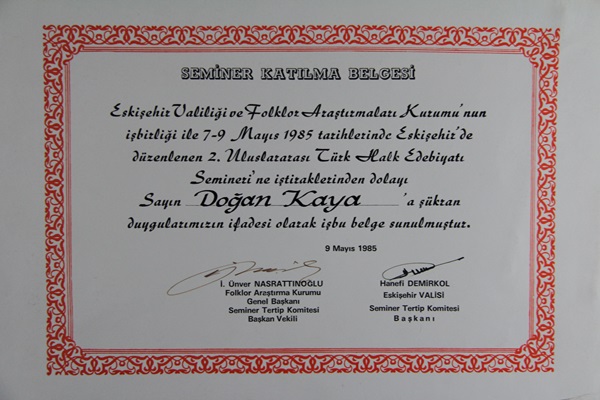 SEMİNER KATILMA BELGESİ
Eskişehir Valiliği ve Folklor Araştırmaları Kurumu'nun
işbirliği ile 7-9 Mayıs 1985 tarihlerinde Eskişehir'de
düzenlenen 2. Uluslararası Türk Halk Edebiyatı
Semineri'ne iştiraklerinden dolayı
Sayın Doğan Kaya 'a şükran
duygularımızın ifadesi olarak işbu belge sunulmuştur.
9 Mayıs 1985
İ. Ünver NASRATTINOĞLU
Folklor Araştırma Kurumu
Genel Başkanı
Seminer Tertip Komitesi
Başkan Vekili
Hanefi DEMİRKOL
Eskişehir VALİSİ
Seminer Tertip Komitesi
Başkanı